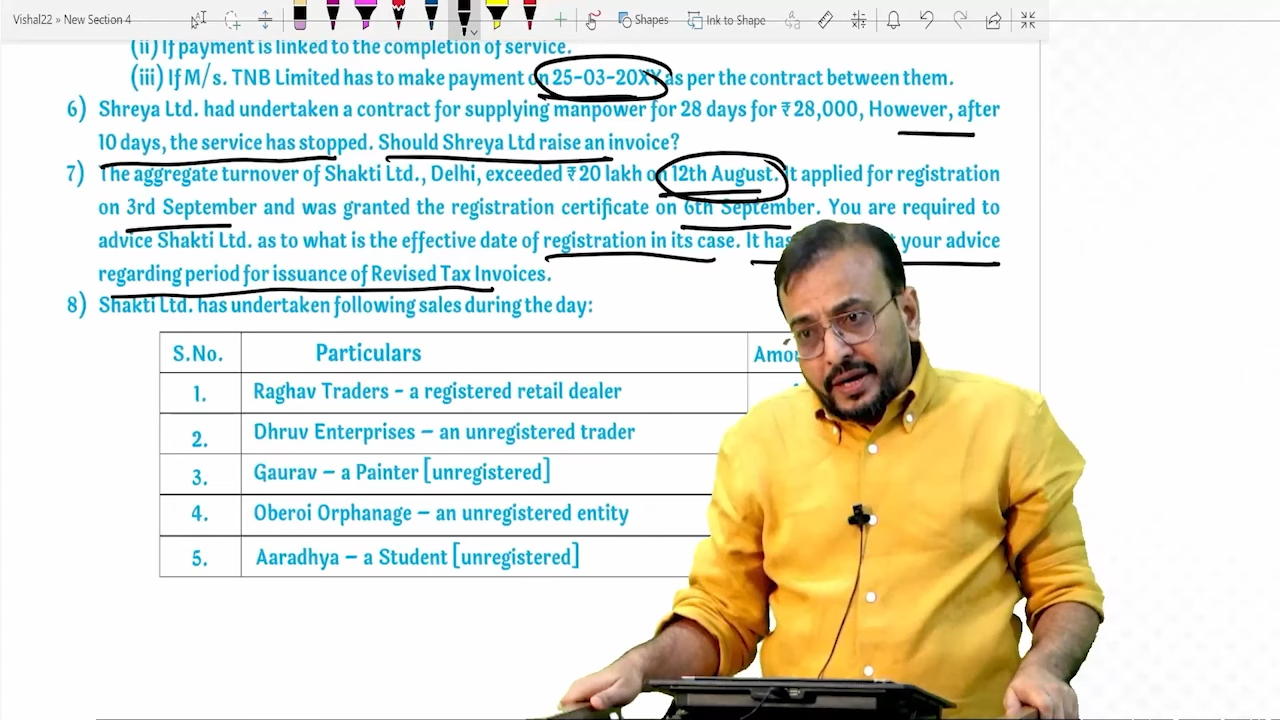 Vishal22 » New Section 4
Shapes
Ink to Shape
(ii) If payment is linked to the completion of service.
(iii) If M/s. TNB Limited has to make payment on 25-03-20XY as per the contract between them.
6) Shreya Ltd. had undertaken a contract for supplying manpower for 28 days for ₹ 28,000, However, after
10 days, the service has stopped. Should Shreya Ltd raise an invoice?
7) The aggregate turnover of Shakti Ltd., Delhi, exceeded ₹ 20 lakh on 12th August. It applied for registration
on 3rd September and was granted the registration certificate on 6th September. You are required to
advice Shakti Ltd. as to what is the effective date of registration in its case. It has your advice
regarding period for issuance of Revised Tax Invoices.
8) Shakti Ltd. has undertaken following sales during the day:
S.No. Particulars
1. Raghav Traders - a registered retail dealer
2. Dhruv Enterprises – an unregistered trader
3. Gaurav – a Painter [unregistered]
4. Oberoi Orphanage – an unregistered entity
5. Aaradhya – a Student [unregistered]